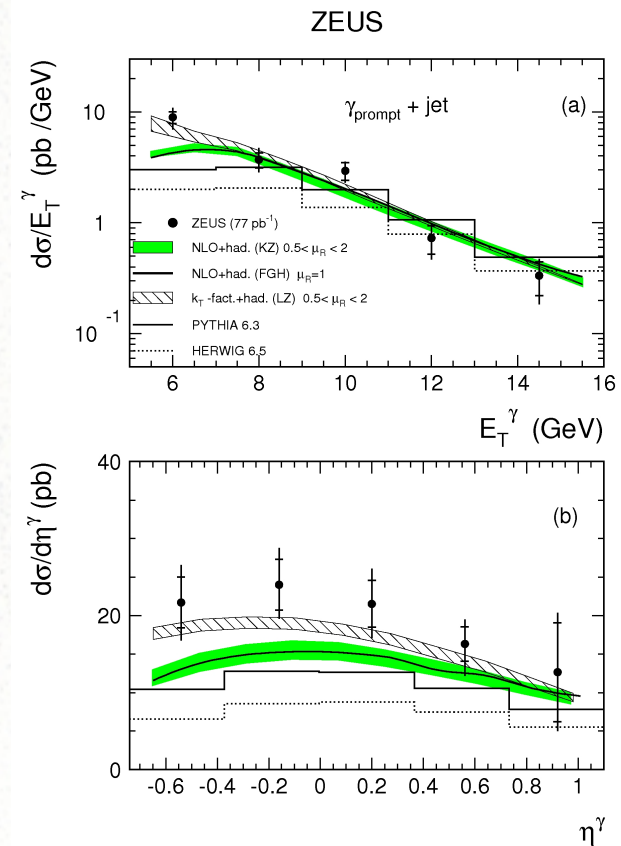 ZEUS
dσ/E_T^γ (pb /GeV)
10
1
10^-1
γ_prompt + jet
(a)
ZEUS (77 pb^-1)
NLO+had. (KZ) 0.5< μ_R < 2
NLO+had. (FGH) μ_R=1
k_T -fact.+had. (LZ) 0.5< μ_R < 2
PYTHIA 6.3
HERWIG 6.5
6 8 10 12 14 16
E_T^γ (GeV)
dσ/dη^γ (pb)
40
20
0
(b)
-0.6 -0.4 -0.2 0 0.2 0.4 0.6 0.8 1
η^γ